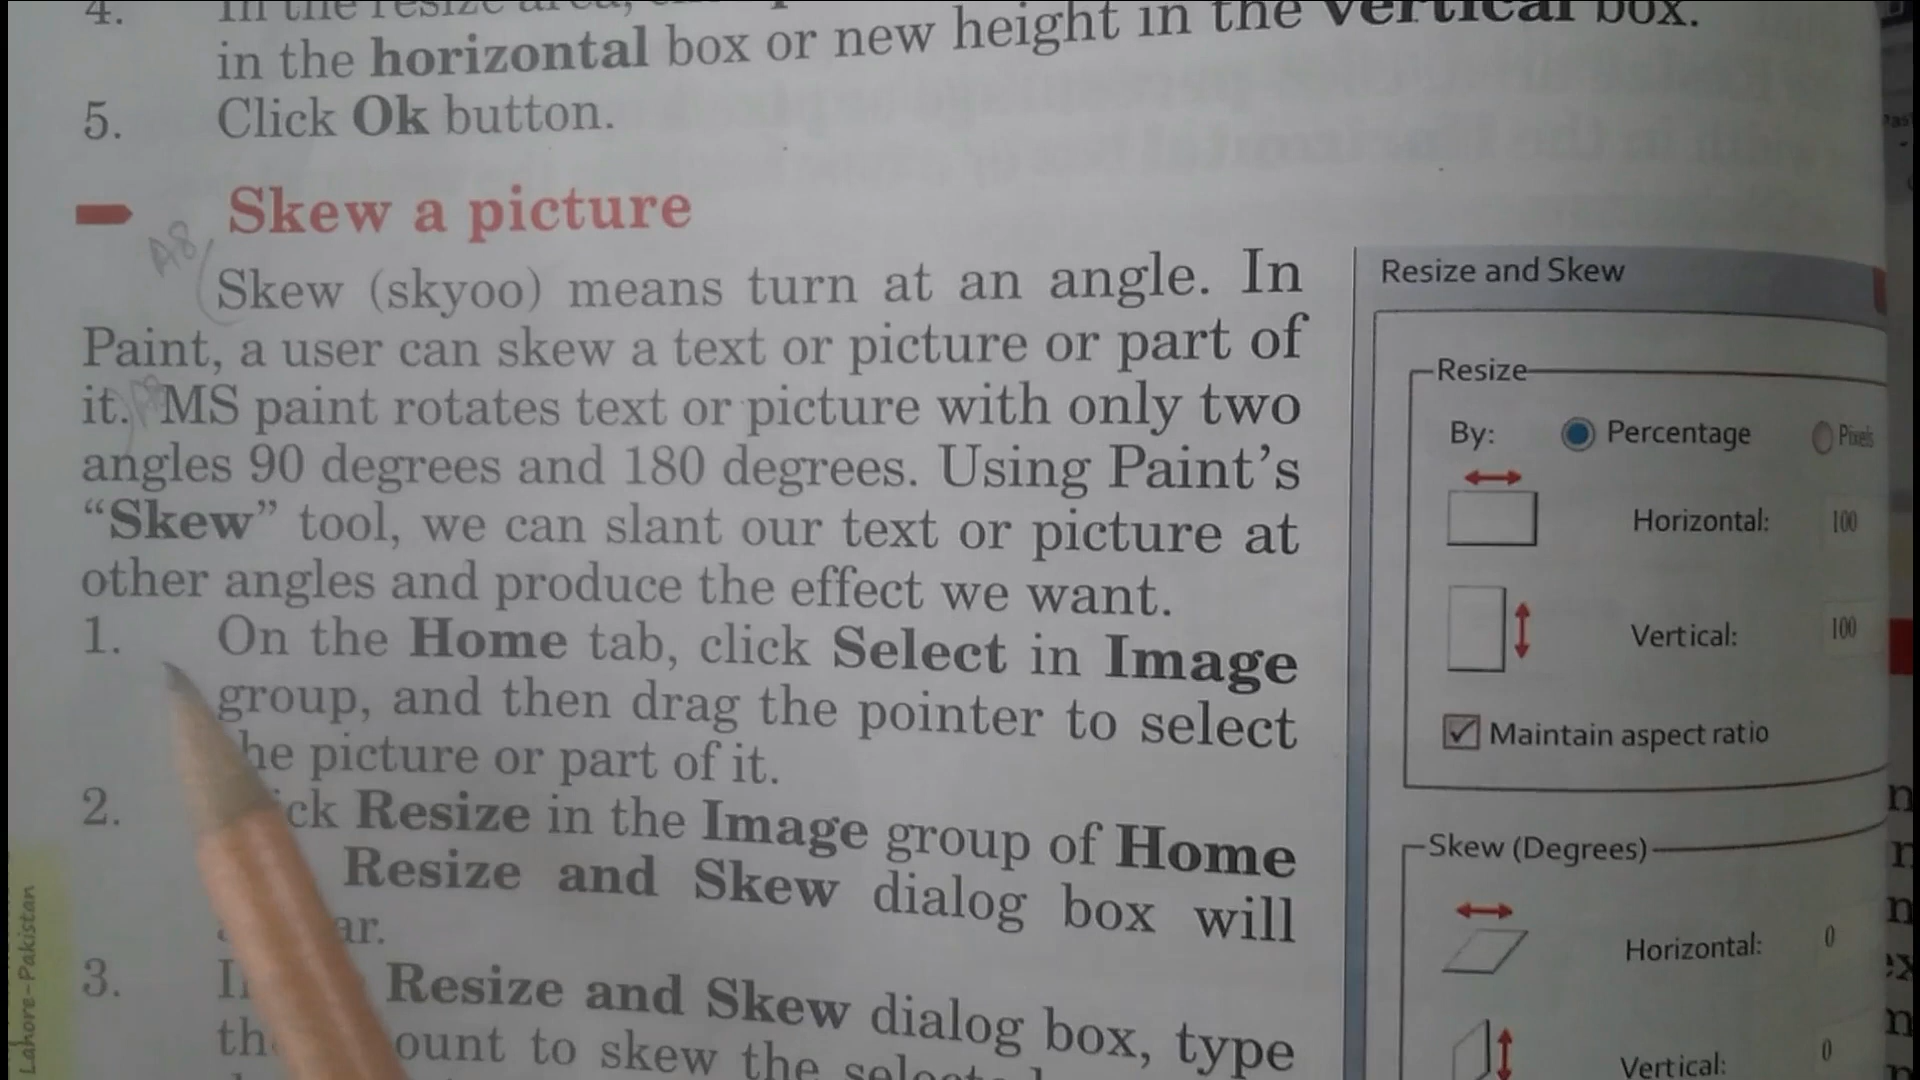 4. In the resize area,
in the horizontal box or new height in the vertical box.
5. Click Ok button.
Skew a picture
A8
Skew (skyoo) means turn at an angle. In
Paint, a user can skew a text or picture or part of
it. MS paint rotates text or picture with only two
angles 90 degrees and 180 degrees. Using Paint's
“Skew” tool, we can slant our text or picture at
other angles and produce the effect we want.
1. On the Home tab, click Select in Image
group, and then drag the pointer to select
he picture or part of it.
2. ck Resize in the Image group of Home
Resize and Skew dialog box will
ar.
3. Resize and Skew dialog box, type
ount to skew the
Resize and Skew
Resize
By: Percentage Pixels
Horizontal: 100
Vertical: 100
Maintain aspect ratio
Skew (Degrees)
Horizontal: 0
Vertical: 0
Lahore-Pakistan